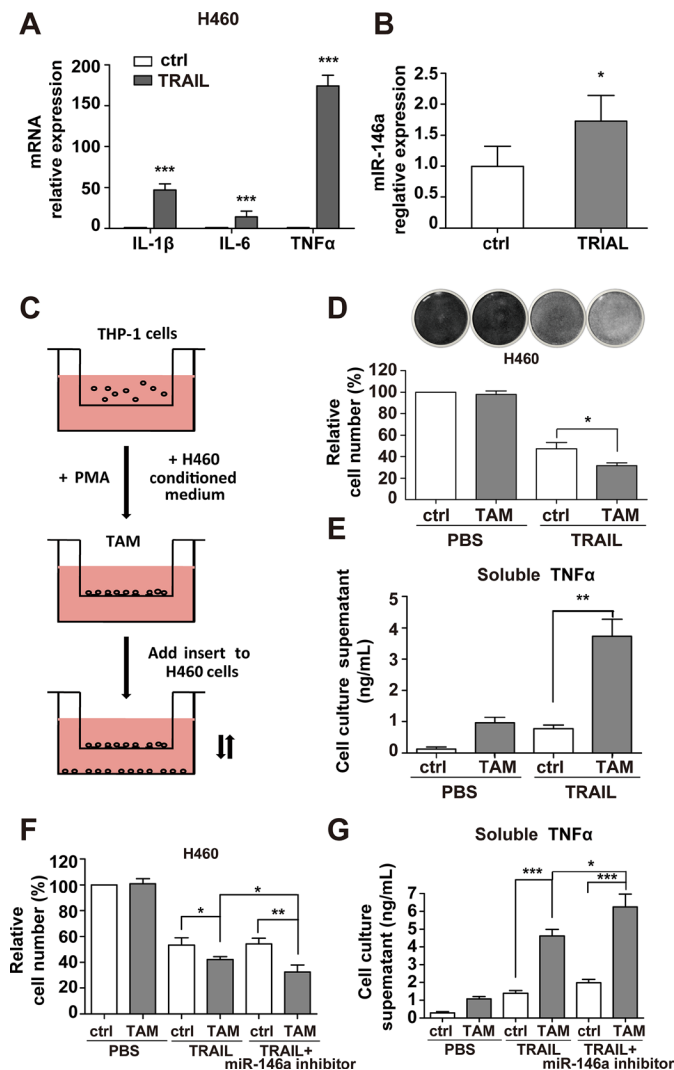 A
H460
ctrl
TRAIL
mRNA
relative expression
200
150
100
50
0
***
***
***
IL-1β
IL-6
TNFα
B
mIR-146a
reglative expression
2.5
2.0
1.5
1.0
0.5
0.0
*
ctrl
TRIAL
C
THP-1 cells
+ PMA
+ H460
conditioned
medium
TAM
Add insert to
H460 cells
D
H460
Relative
cell number (%)
120
100
80
60
40
20
0
*
ctrl
TAM
ctrl
TAM
PBS
TRAIL
E
Soluble TNFα
Cell culture supematant
(ng/mL)
5
4
3
2
1
0
**
ctrl
TAM
ctrl
TAM
PBS
TRAIL
F
H460
Relative
cell number (%)
120
100
80
60
40
20
0
*
*
**
ctrl
TAM
ctrl
TAM
ctrl
TAM
PBS
TRAIL
TRAIL+
miR-146a inhibitor
G
Soluble TNFα
Cell culture
supematant (ng/mL)
8
7
6
5
4
3
2
1
0
***
*
***
ctrl
TAM
ctrl
TAM
ctrl
TAM
PBS
TRAIL
TRAIL+
miR-146a inhibitor